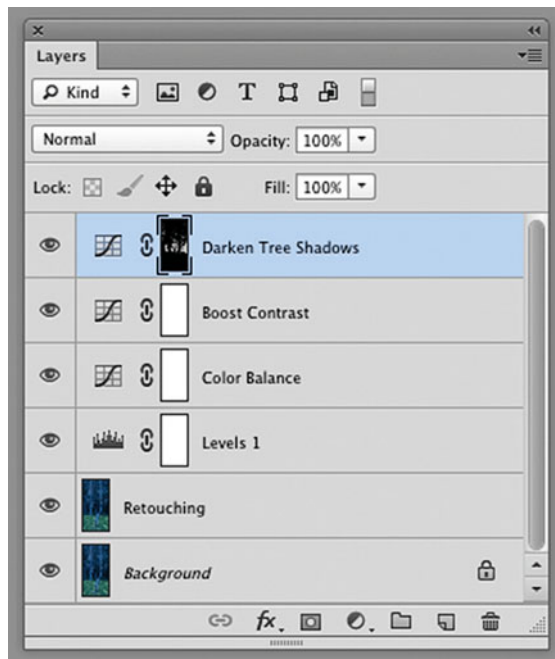 Layers
Kind T
Normal Opacity: 100%
Lock: Fill: 100%
Darken Tree Shadows
Boost Contrast
Color Balance
Levels 1
Retouching
Background
fx.